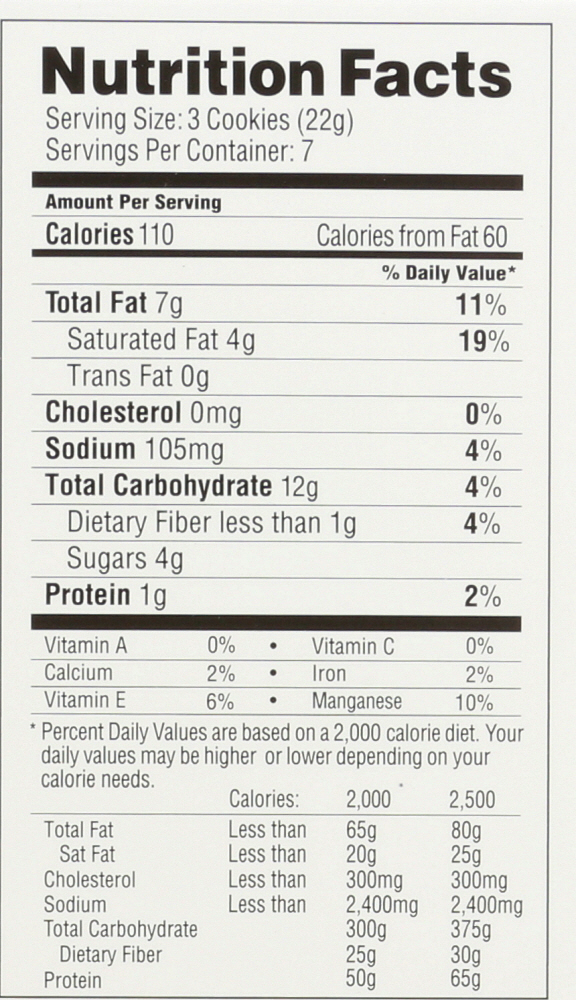 Nutrition Facts
Serving Size: 3 Cookies (22g)
Servings Per Container: 7
Amount Per Serving
Calories 110 Calories from Fat 60
% Daily Value*
Total Fat 7g 11%
Saturated Fat 4g 19%
Trans Fat 0g
Cholesterol 0mg 0%
Sodium 105mg 4%
Total Carbohydrate 12g 4%
Dietary Fiber less than 1g 4%
Sugars 4g
Protein 1g 2%
Vitamin A 0% • Vitamin C 0%
Calcium 2% • Iron 2%
Vitamin E 6% • Manganese 10%
* Percent Daily Values are based on a 2,000 calorie diet. Your
daily values may be higher or lower depending on your
calorie needs.
Calories: 2,000 2,500
Total Fat Less than 65g 80g
Sat Fat Less than 20g 25g
Cholesterol Less than 300mg 300mg
Sodium Less than 2,400mg 2,400mg
Total Carbohydrate 300g 375g
Dietary Fiber 25g 30g
Protein 50g 65g